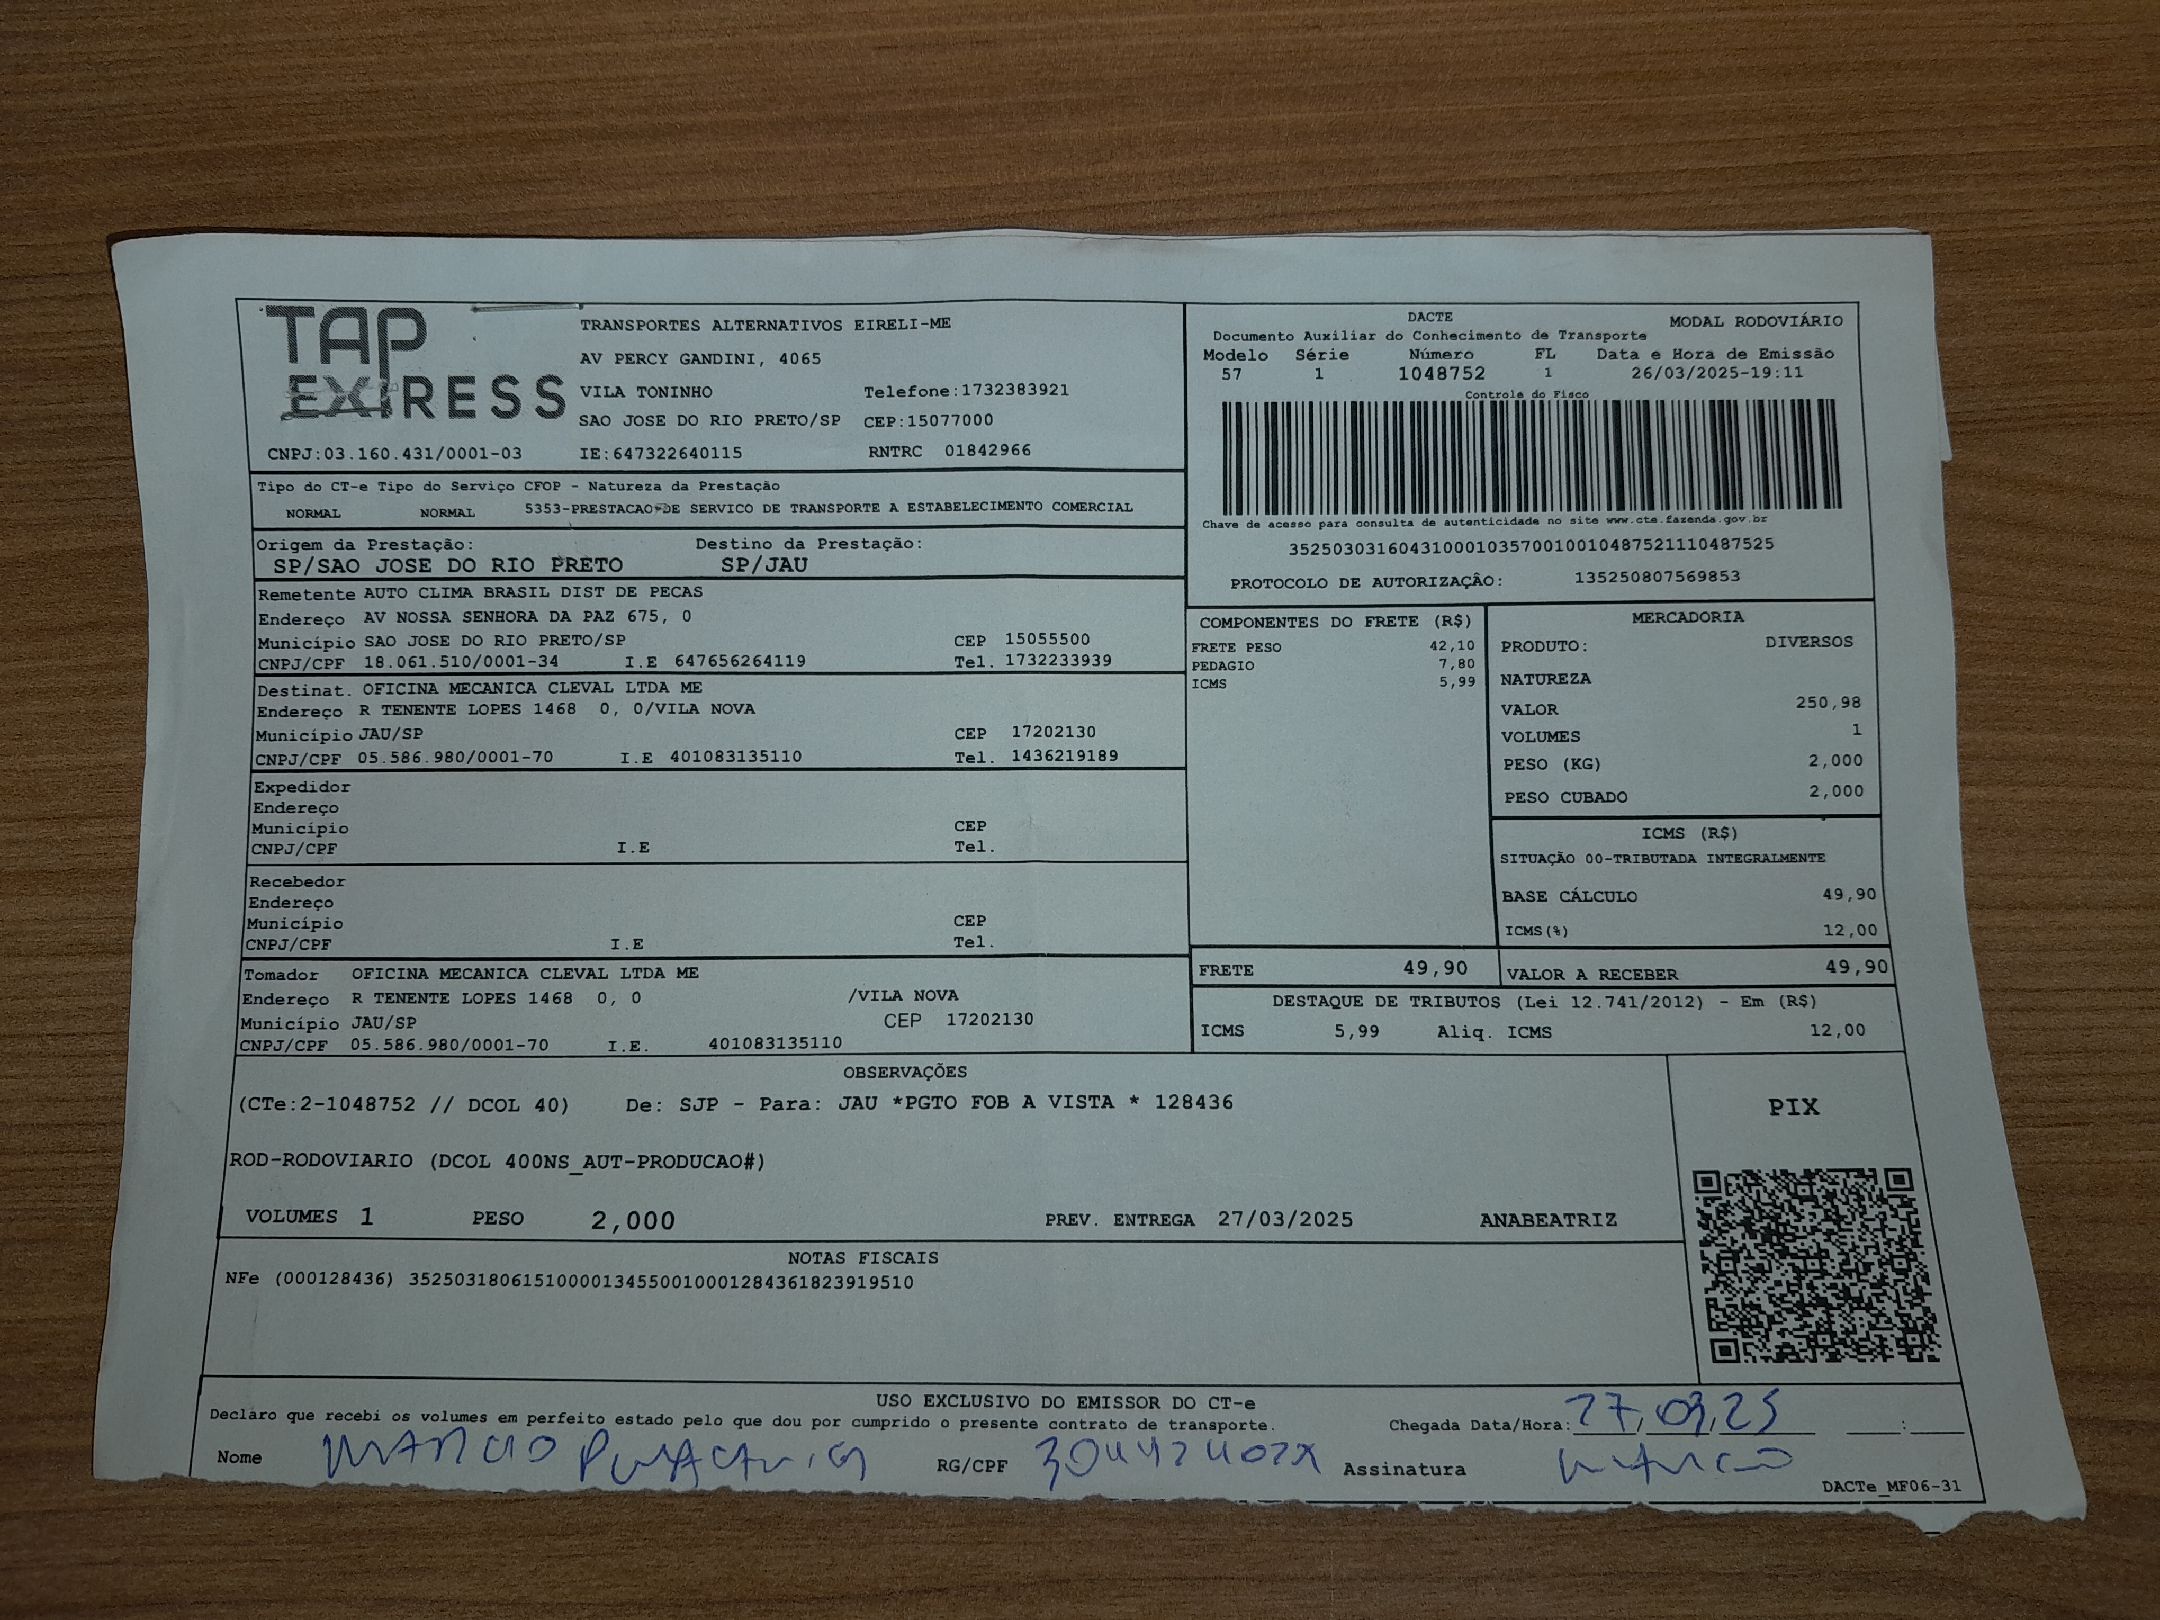 TAP
EXPRESS
TRANSPORTES ALTERNATIVOS EIRELI-ME
AV PERCY GANDINI, 4065
VILA TONINHO Telefone:1732383921
SAO JOSE DO RIO PRETO/SP CEP:15077000
CNPJ:03.160.431/0001-03 IE:647322640115 RNTRC 01842966
DACTE
MODAL RODOVIÁRIO
Documento Auxiliar do Conhecimento de Transporte
Modelo Série Número FL Data e Hora de Emissão
57 1 1048752 1 26/03/2025-19:11
Controle do Fisco
Chave de acesso para consulta de autenticidade no site www.cte.fazenda.gov.br
35250303160431000103570010010487521110487525
PROTOCOLO DE AUTORIZAÇÃO: 135250807569853
Tipo do CT-e Tipo do Serviço CFOP - Natureza da Prestação
NORMAL NORMAL 5353-PRESTACAO DE SERVICO DE TRANSPORTE A ESTABELECIMENTO COMERCIAL
Origem da Prestação: Destino da Prestação:
SP/SAO JOSE DO RIO PRETO SP/JAU
Remetente AUTO CLIMA BRASIL DIST DE PECAS
Endereço AV NOSSA SENHORA DA PAZ 675, 0
Município SAO JOSE DO RIO PRETO/SP CEP 15055500
CNPJ/CPF 18.061.510/0001-34 I.E 647656264119 Tel. 1732233939
Destinat. OFICINA MECANICA CLEVAL LTDA ME
Endereço R TENENTE LOPES 1468 0, 0/VILA NOVA
Município JAU/SP CEP 17202130
CNPJ/CPF 05.586.980/0001-70 I.E 401083135110 Tel. 1436219189
Expedidor
Endereço
Município CEP
CNPJ/CPF I.E Tel.
Recebedor
Endereço
Município CEP
CNPJ/CPF I.E Tel.
Tomador OFICINA MECANICA CLEVAL LTDA ME
Endereço R TENENTE LOPES 1468 0, 0 /VILA NOVA
Município JAU/SP CEP 17202130
CNPJ/CPF 05.586.980/0001-70 I.E. 401083135110
COMPONENTES DO FRETE (R$)
FRETE PESO 42,10
PEDAGIO 7,80
ICMS 5,99
MERCADORIA
PRODUTO: DIVERSOS
NATUREZA
VALOR 250,98
VOLUMES 1
PESO (KG) 2,000
PESO CUBADO 2,000
ICMS (R$)
SITUAÇÃO 00-TRIBUTADA INTEGRALMENTE
BASE CÁLCULO 49,90
ICMS(%) 12,00
FRETE 49,90 VALOR A RECEBER 49,90
DESTAQUE DE TRIBUTOS (Lei 12.741/2012) - Em (R$)
ICMS 5,99 Aliq. ICMS 12,00
OBSERVAÇÕES
(CTe:2-1048752 // DCOL 40) De: SJP - Para: JAU *PGTO FOB A VISTA * 128436
ROD-RODOVIARIO (DCOL 400NS_AUT-PRODUCAO#)
VOLUMES 1 PESO 2,000 PREV. ENTREGA 27/03/2025 ANABEATRIZ
PIX
NOTAS FISCAIS
NFe (000128436) 35250318061510000134550010001284361823919510
USO EXCLUSIVO DO EMISSOR DO CT-e
Declaro que recebi os volumes em perfeito estado pelo que dou por cumprido o presente contrato de transporte. Chegada Data/Hora: 27,03,25 :
Nome RG/CPF Assinatura
DACTe_MF06-31